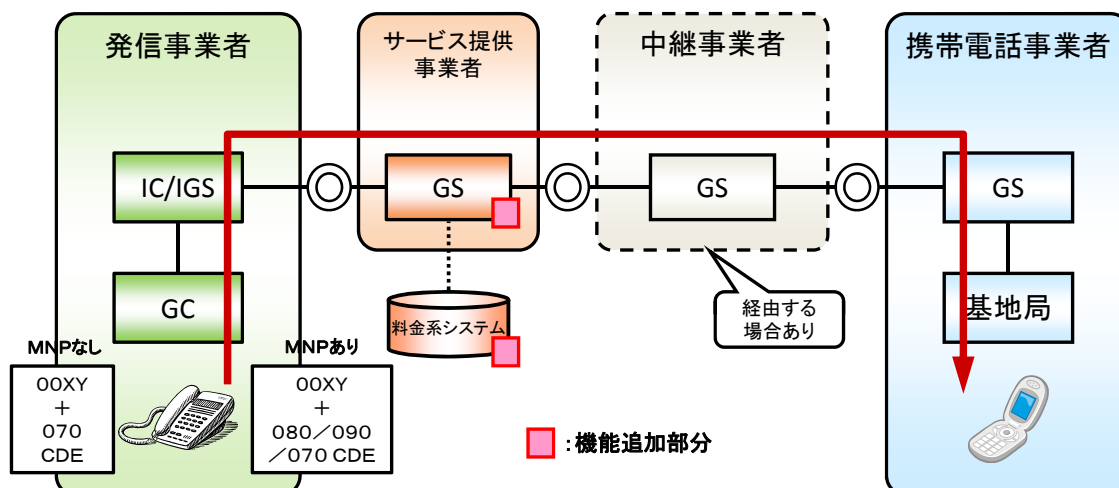 発信事業者
サービス提供
事業者
中継事業者
携帯電話事業者
IC/IGS
GS
GS
GS
GC
料金系システム
経由する
場合あり
基地局
MNPなし
00XY
+
070
CDE
MNPあり
00XY
+
080/090
/070 CDE
:機能追加部分